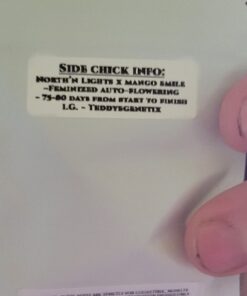 Side chick info:
North'n Lights x mango smile
-Feminized auto-flowering
- 75-80 days from start to finish
I.G. - Teddysgenetix